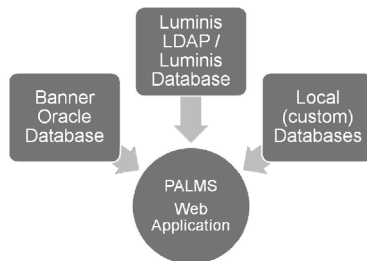 Luminis
LDAP /
Luminis
Database
Banner
Oracle
Database
Local
(custom)
Databases
PALMS
Web
Application